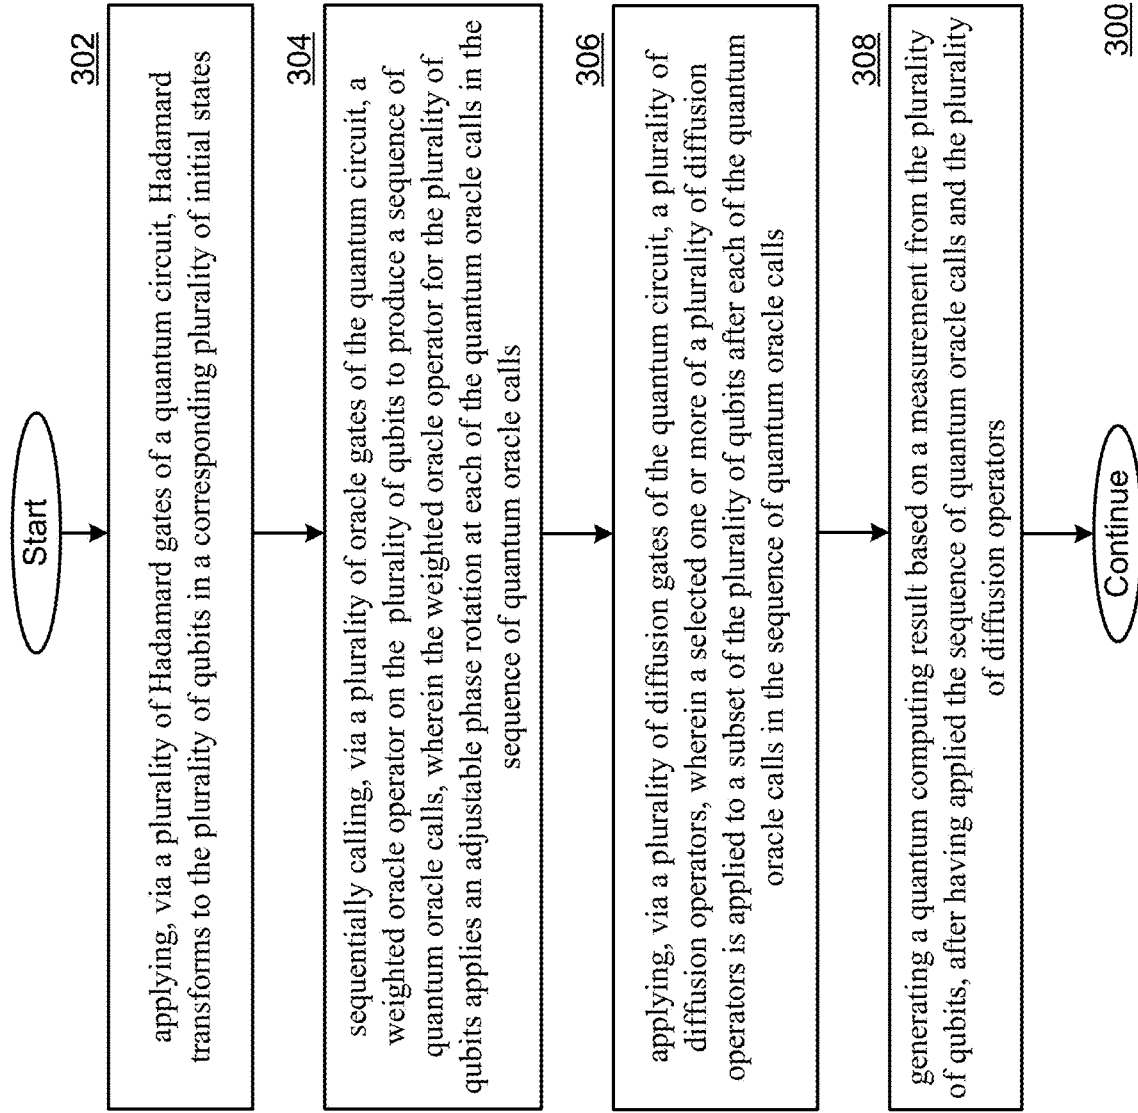 Start
302
applying, via a plurality of Hadamard gates of a quantum circuit, Hadamard
transforms to the plurality of qubits in a corresponding plurality of initial states
304
sequentially calling, via a plurality of oracle gates of the quantum circuit, a
weighted oracle operator on the plurality of qubits to produce a sequence of
quantum oracle calls, wherein the weighted oracle operator for the plurality of
qubits applies an adjustable phase rotation at each of the quantum oracle calls in the
sequence of quantum oracle calls
306
applying, via a plurality of diffusion gates of the quantum circuit, a plurality of
diffusion operators, wherein a selected one or more of a plurality of diffusion
operators is applied to a subset of the plurality of qubits after each of the quantum
oracle calls in the sequence of quantum oracle calls
308
generating a quantum computing result based on a measurement from the plurality
of qubits, after having applied the sequence of quantum oracle calls and the plurality
of diffusion operators
Continue
300